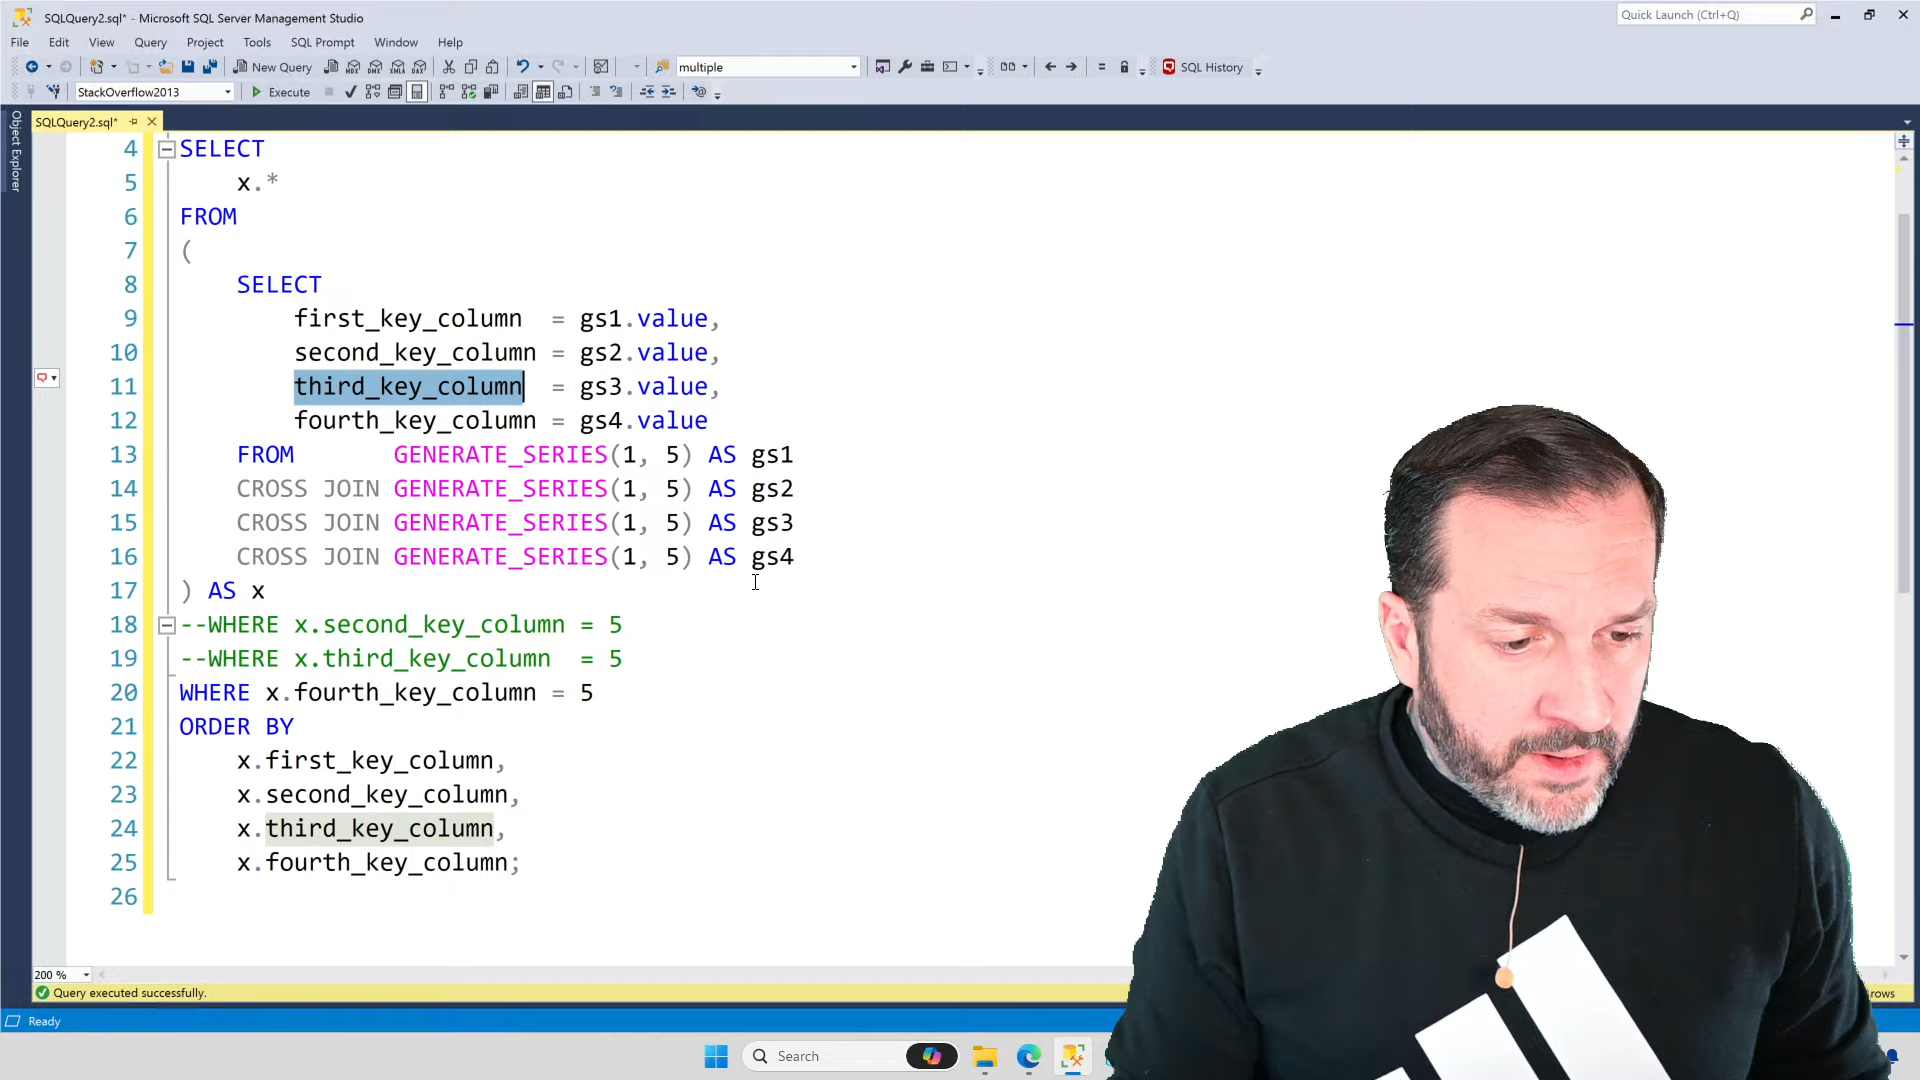 SQLQuery2.sql* - Microsoft SQL Server Management Studio
Quick Launch (Ctrl+Q)
File Edit View Query Project Tools SQL Prompt Window Help
New Query
multiple
SQL History
StackOverflow2013
Execute
SQLQuery2.sql*
Object Explorer
4 SELECT
5 x.*
6 FROM
7 (
8 SELECT
9 first_key_column = gs1.value,
10 second_key_column = gs2.value,
11 third_key_column = gs3.value,
12 fourth_key_column = gs4.value
13 FROM GENERATE_SERIES(1, 5) AS gs1
14 CROSS JOIN GENERATE_SERIES(1, 5) AS gs2
15 CROSS JOIN GENERATE_SERIES(1, 5) AS gs3
16 CROSS JOIN GENERATE_SERIES(1, 5) AS gs4
17 ) AS x
18 --WHERE x.second_key_column = 5
19 --WHERE x.third_key_column = 5
20 WHERE x.fourth_key_column = 5
21 ORDER BY
22 x.first_key_column,
23 x.second_key_column,
24 x.third_key_column,
25 x.fourth_key_column;
26
200 %
Query executed successfully.
rows
Ready
Search